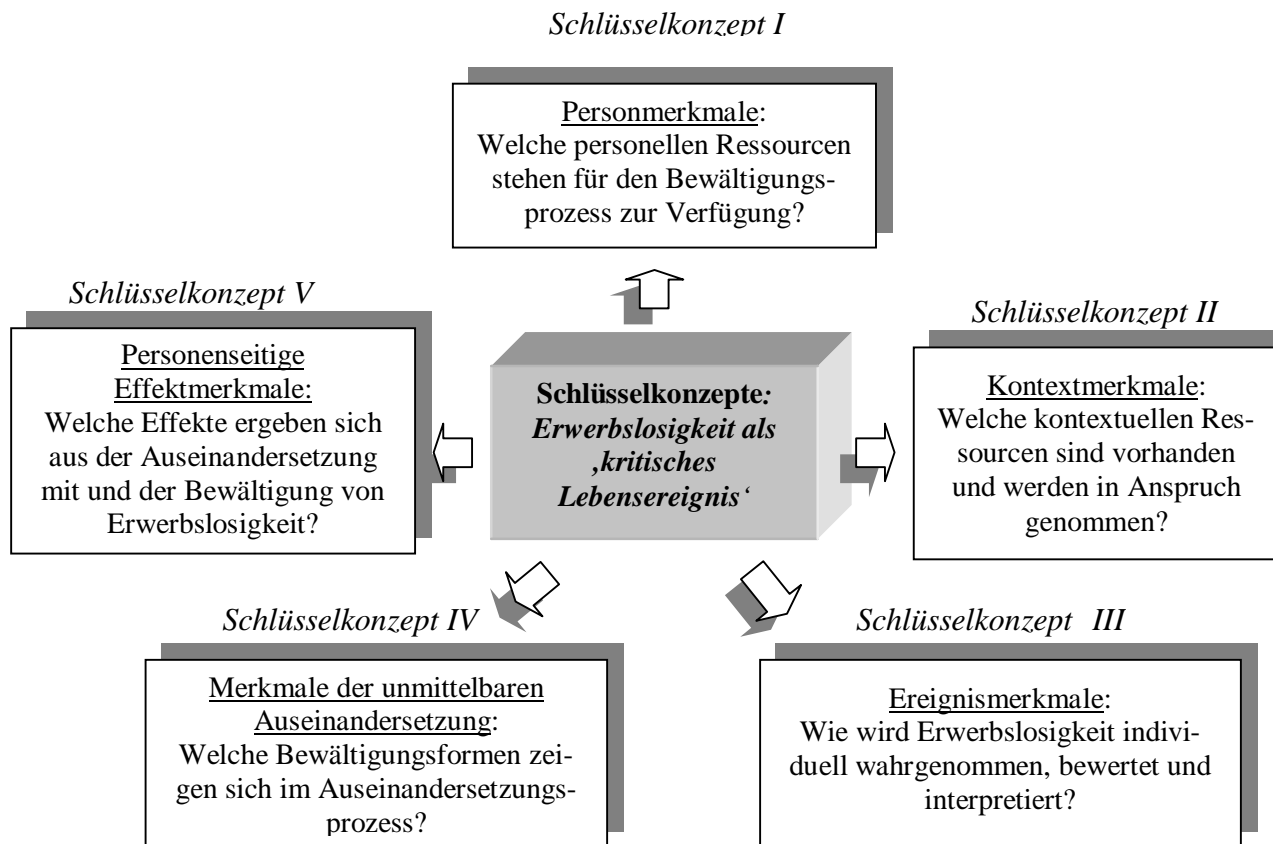 Schlüsselkonzept I
Personmerkmale:
Welche personellen Ressourcen
stehen für den Bewältigungs-
prozess zur Verfügung?
Schlüsselkonzept V
Personenseitige
Effektmerkmale:
Welche Effekte ergeben sich
aus der Auseinandersetzung
mit und der Bewältigung von
Erwerbslosigkeit?
Schlüsselkonzepte:
Erwerbslosigkeit als
‚kritisches
Lebensereignis‘
Schlüsselkonzept II
Kontextmerkmale:
Welche kontextuellen Res-
sourcen sind vorhanden
und werden in Anspruch
genommen?
Schlüsselkonzept IV
Merkmale der unmittelbaren
Auseinandersetzung:
Welche Bewältigungsformen zei-
gen sich im Auseinandersetzungs-
prozess?
Schlüsselkonzept III
Ereignismerkmale:
Wie wird Erwerbslosigkeit indivi-
duell wahrgenommen, bewertet und
interpretiert?